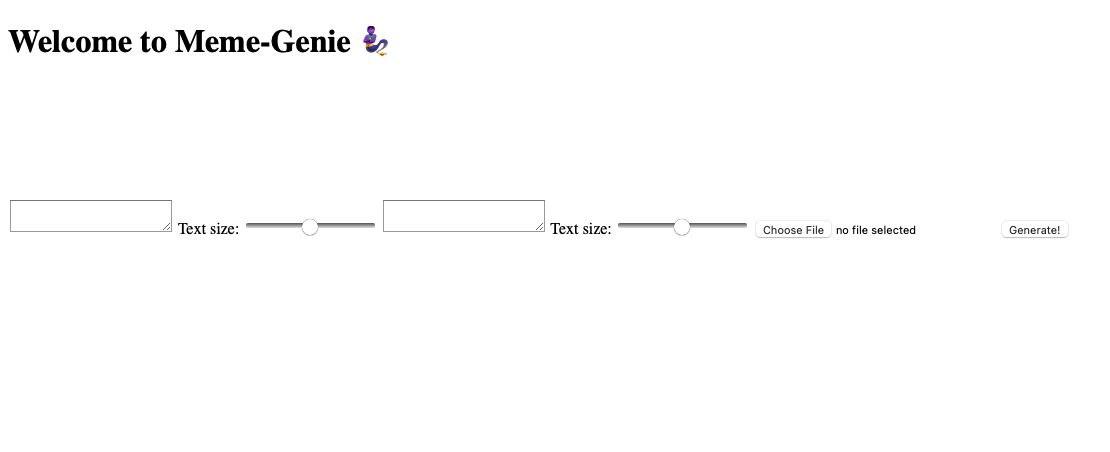 Welcome to Meme-Genie 🧞‍♂️
Text size: Text size: Choose File no file selected Generate!